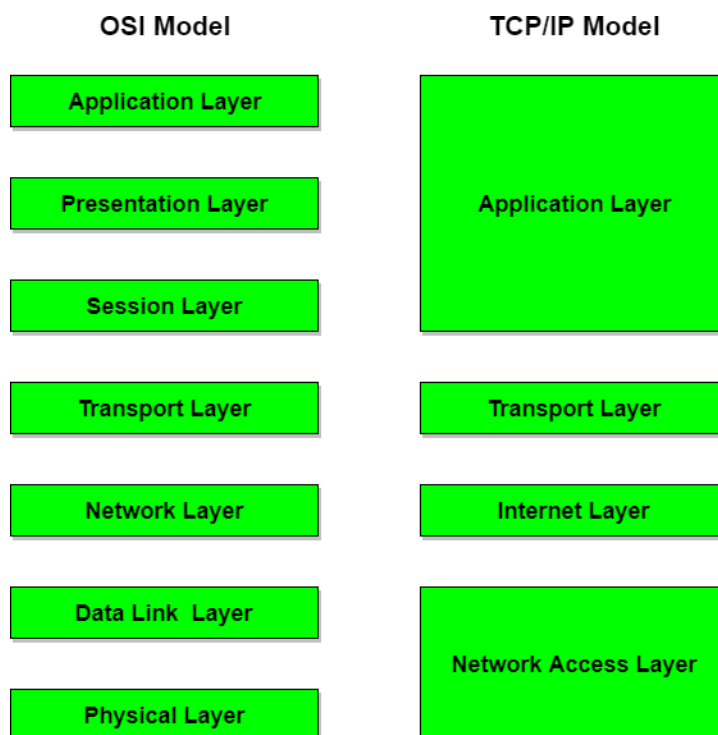 OSI Model
TCP/IP Model
Application Layer
Presentation Layer
Session Layer
Transport Layer
Network Layer
Data Link  Layer
Physical Layer
Application Layer
Transport Layer
Internet Layer
Network Access Layer